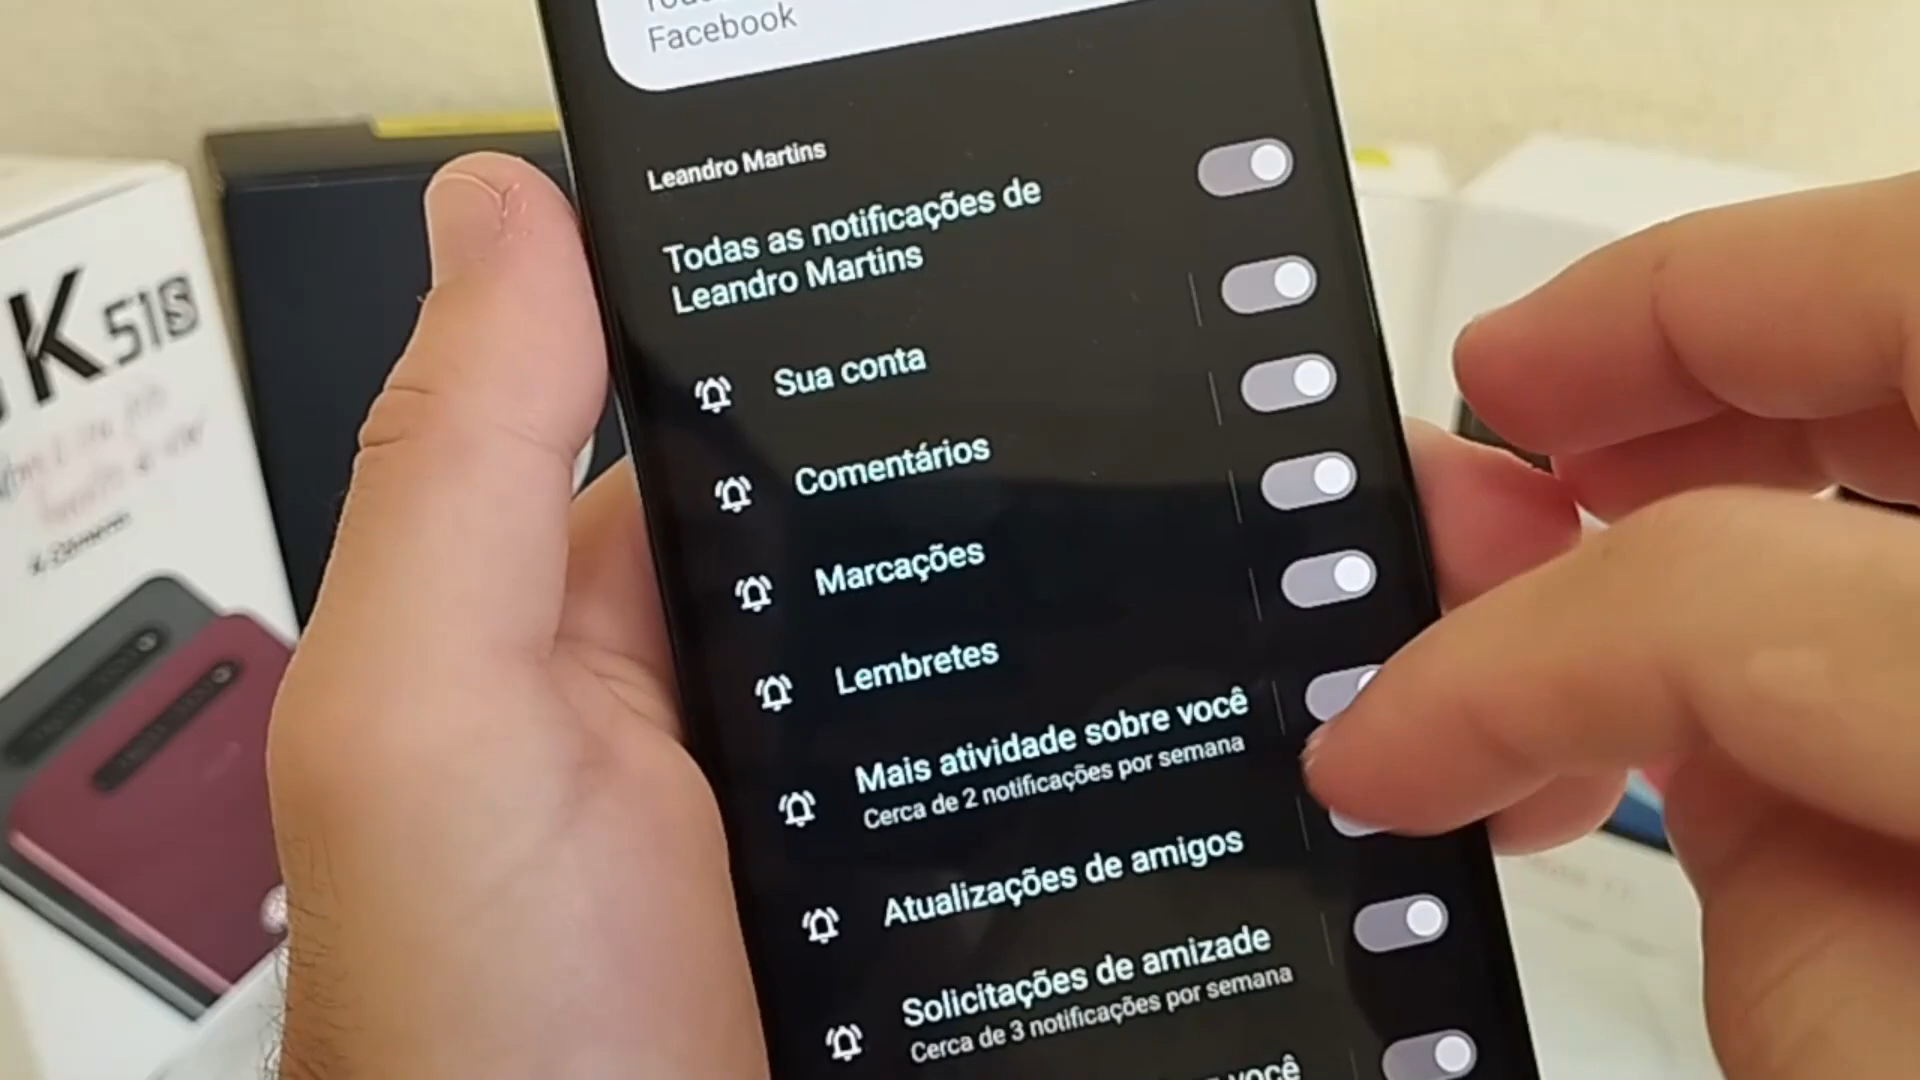 Facebook
Leandro Martins
Todas as notificações de
Leandro Martins
Sua conta
Comentários
Marcações
Lembretes
Mais atividade sobre você
Cerca de 2 notificações por semana
Atualizações de amigos
Solicitações de amizade
Cerca de 3 notificações por semana
você
K51S